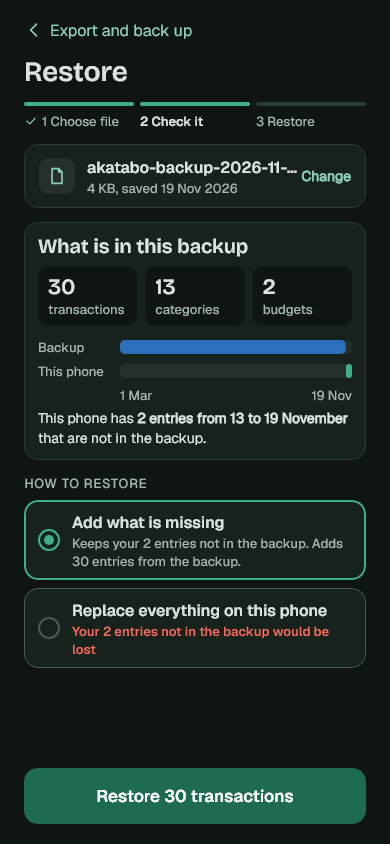 Export and back up
Restore
1 Choose file
2 Check it
3 Restore
akatabo-backup-2026-11-...
4 KB, saved 19 Nov 2026
Change
What is in this backup
30
transactions
13
categories
2
budgets
Backup
This phone
1 Mar
19 Nov
This phone has 2 entries from 13 to 19 November
that are not in the backup.
HOW TO RESTORE
Add what is missing
Keeps your 2 entries not in the backup. Adds
30 entries from the backup.
Replace everything on this phone
Your 2 entries not in the backup would be
lost
Restore 30 transactions